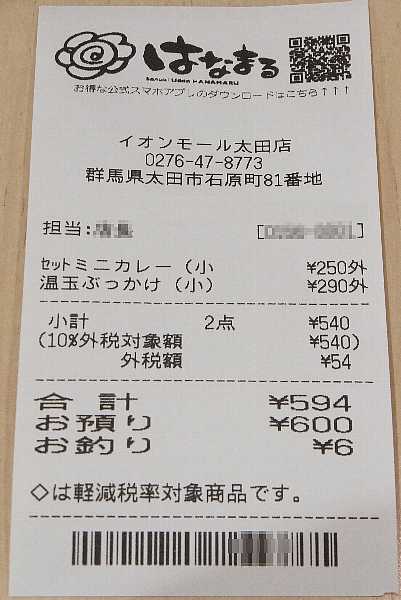 はなまる
Sanuki Udon HANAMARU
お得な公式スマホアプリのダウンロードはこちら↑↑↑
イオンモール太田店
0276-47-8773
群馬県太田市石原町81番地
担当:
ｾｯﾄミニカレー（小 ¥250外
温玉ぶっかけ（小） ¥290外
小計 2点 ¥540
(10%外税対象額 ¥540)
外税額 ¥54
合計 ¥594
お預り ¥600
お釣り ¥6
◇は軽減税率対象商品です。